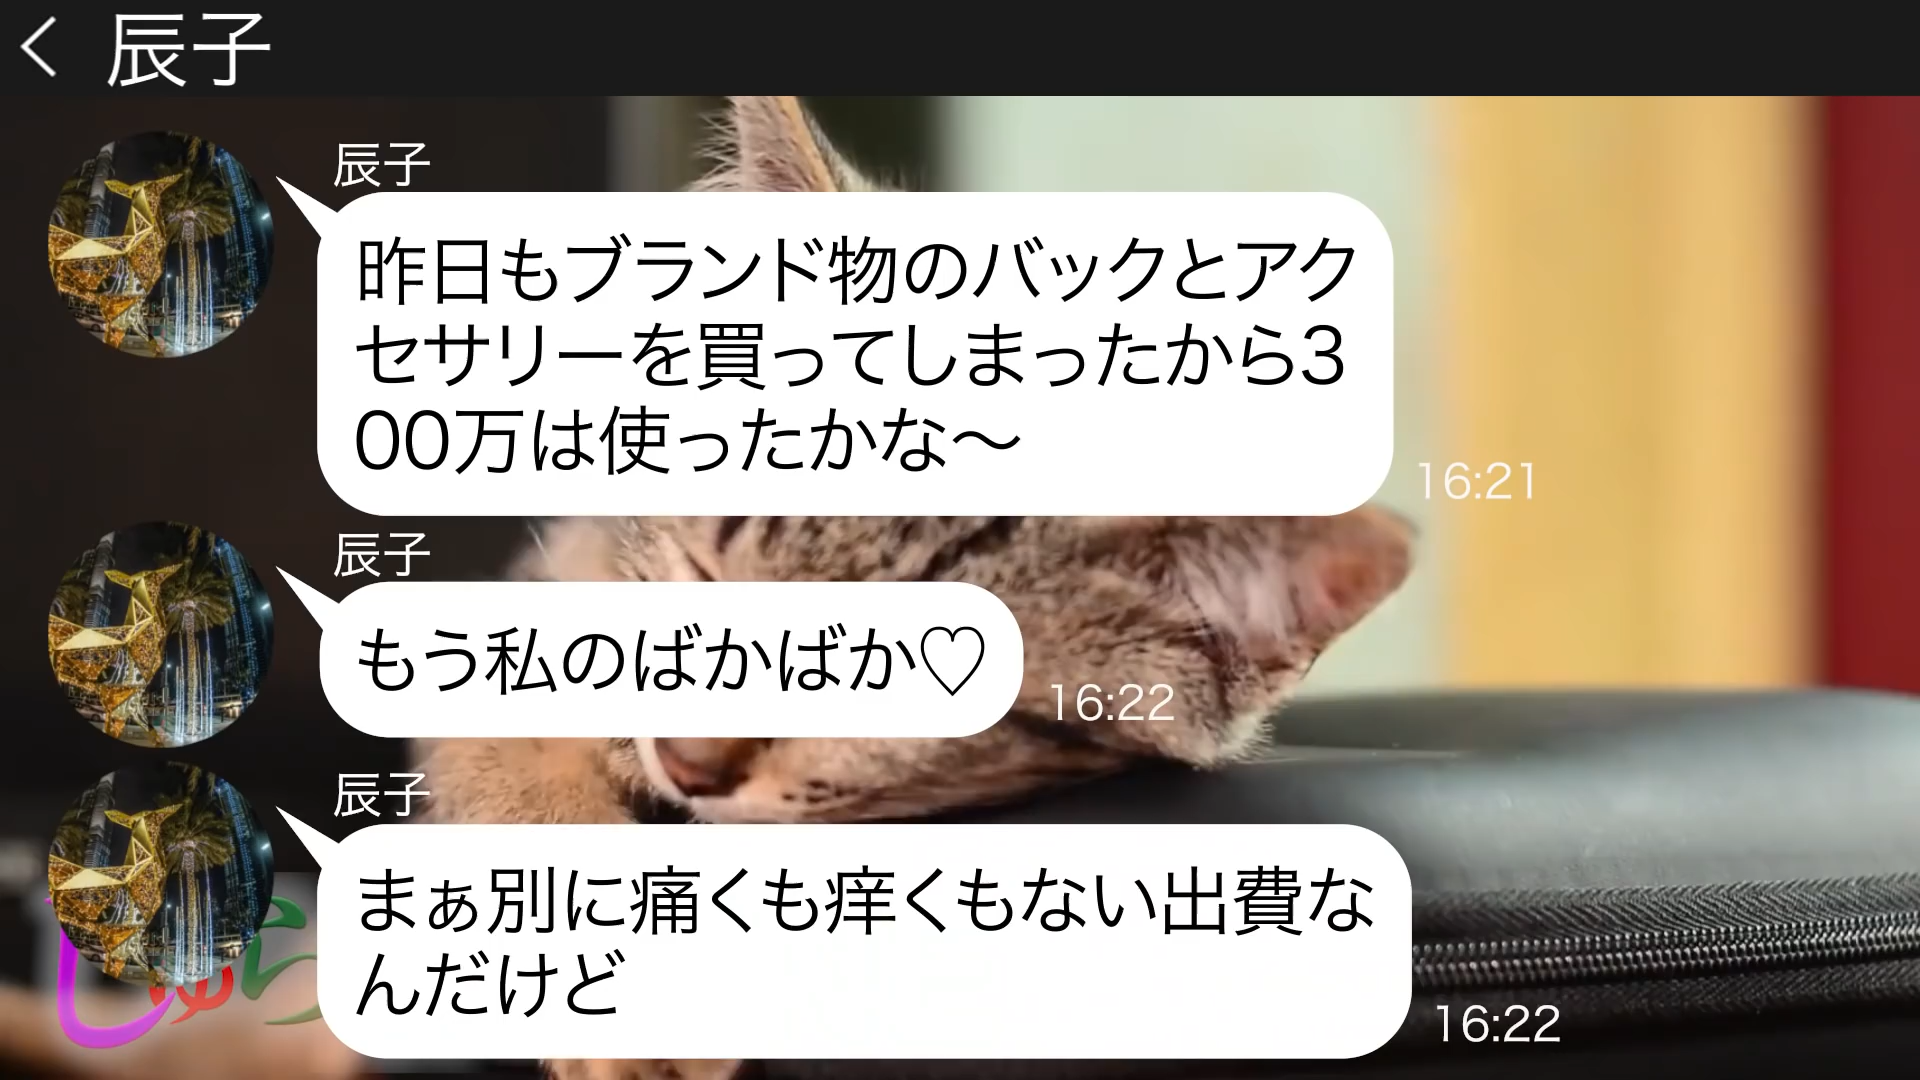 辰子
辰子
昨日もブランド物のバックとアク
セサリーを買ってしまったから3
00万は使ったかな～
16:21
辰子
もう私のばかばか♡
16:22
辰子
まぁ別に痛くも痒くもない出費な
んだけど
16:22